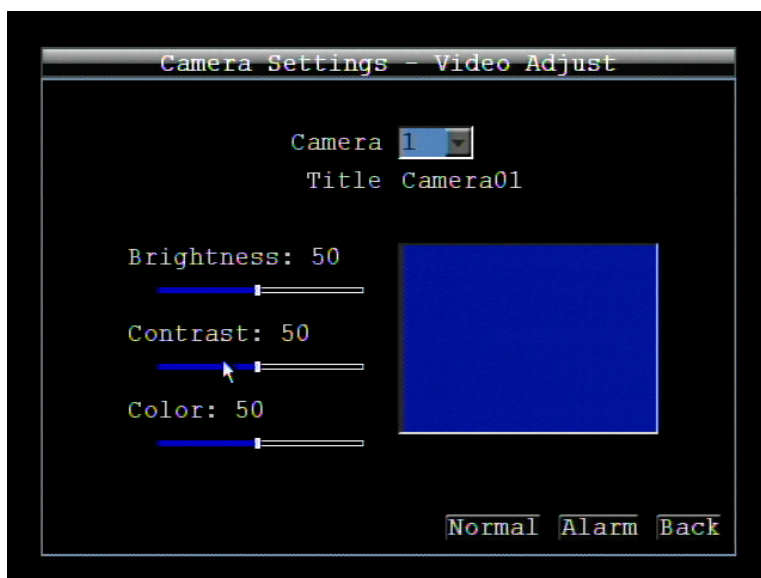 Camera Settings - Video Adjust
Camera 1
Title Camera01
Brightness: 50
Contrast: 50
Color: 50
Normal Alarm Back